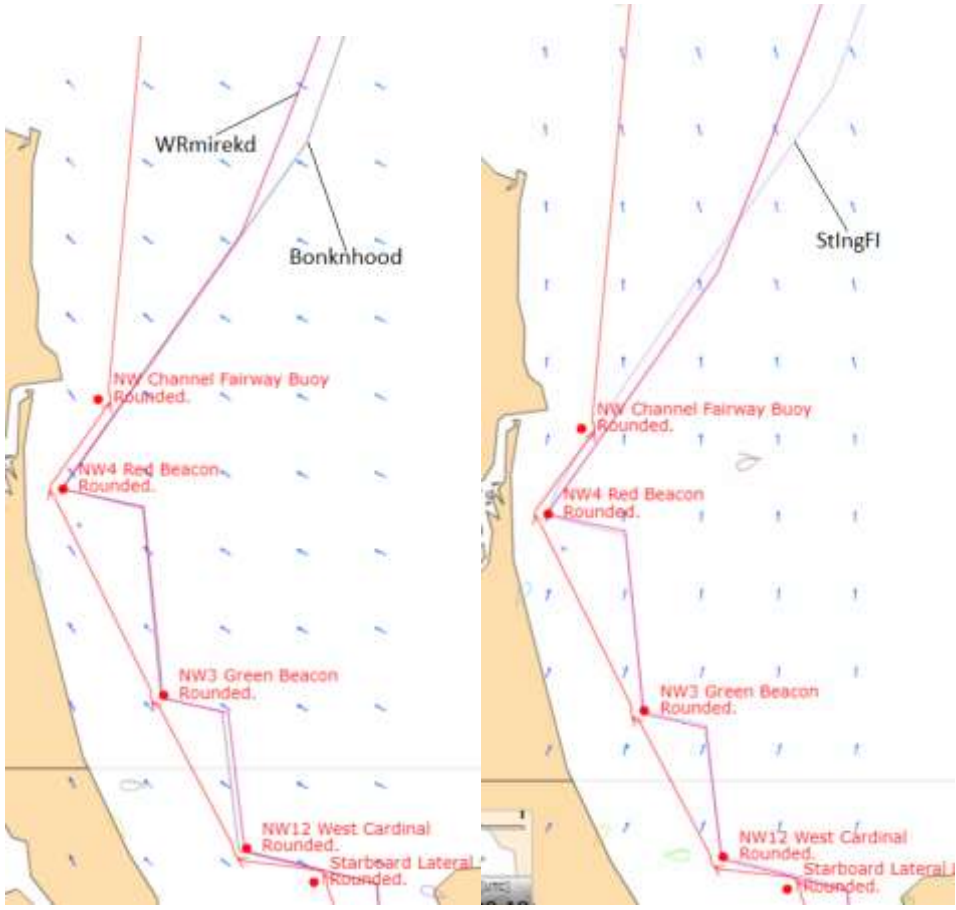 WRmirekd
Bonknhood
NW Channel Fairway Buoy
Rounded.
NW4 Red Beacon
Rounded.
NW3 Green Beacon
Rounded.
NW12 West Cardinal
Rounded.
Starboard Lateral
Rounded.
StIngFI
NW Channel Fairway Buoy
Rounded.
NW4 Red Beacon
Rounded.
NW3 Green Beacon
Rounded.
1
NW12 West Cardinal
Rounded.
Starboard Lateral
Rounded.